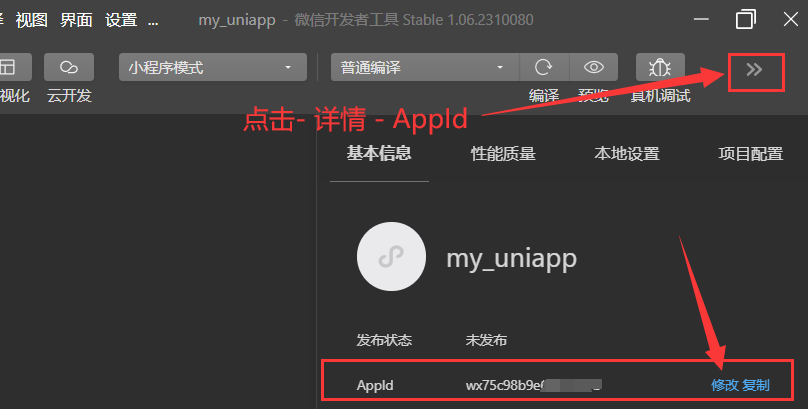 视图 界面 设置 ... my_uniapp - 微信开发者工具 Stable 1.06.2310080
小程序模式 普通编译
视化 云开发 编译 预览 真机调试
点击- 详情 - AppId
基本信息 性能质量 本地设置 项目配置
my_uniapp
发布状态 未发布
AppId wx75c98b9e 修改 复制